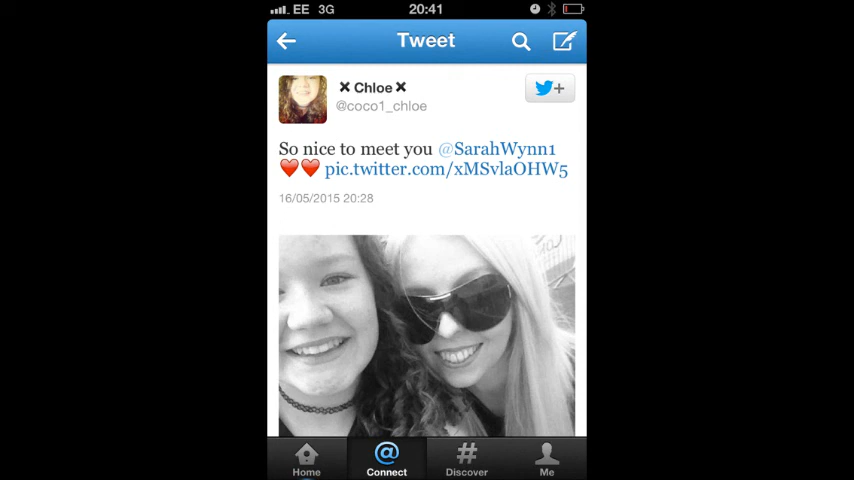 EE 3G 20:41
Tweet
✕ Chloe ✕
@coco1_chloe
So nice to meet you @SarahWynn1
❤️❤️ pic.twitter.com/xMSvlaOHW5
16/05/2015 20:28
Home Connect Discover Me